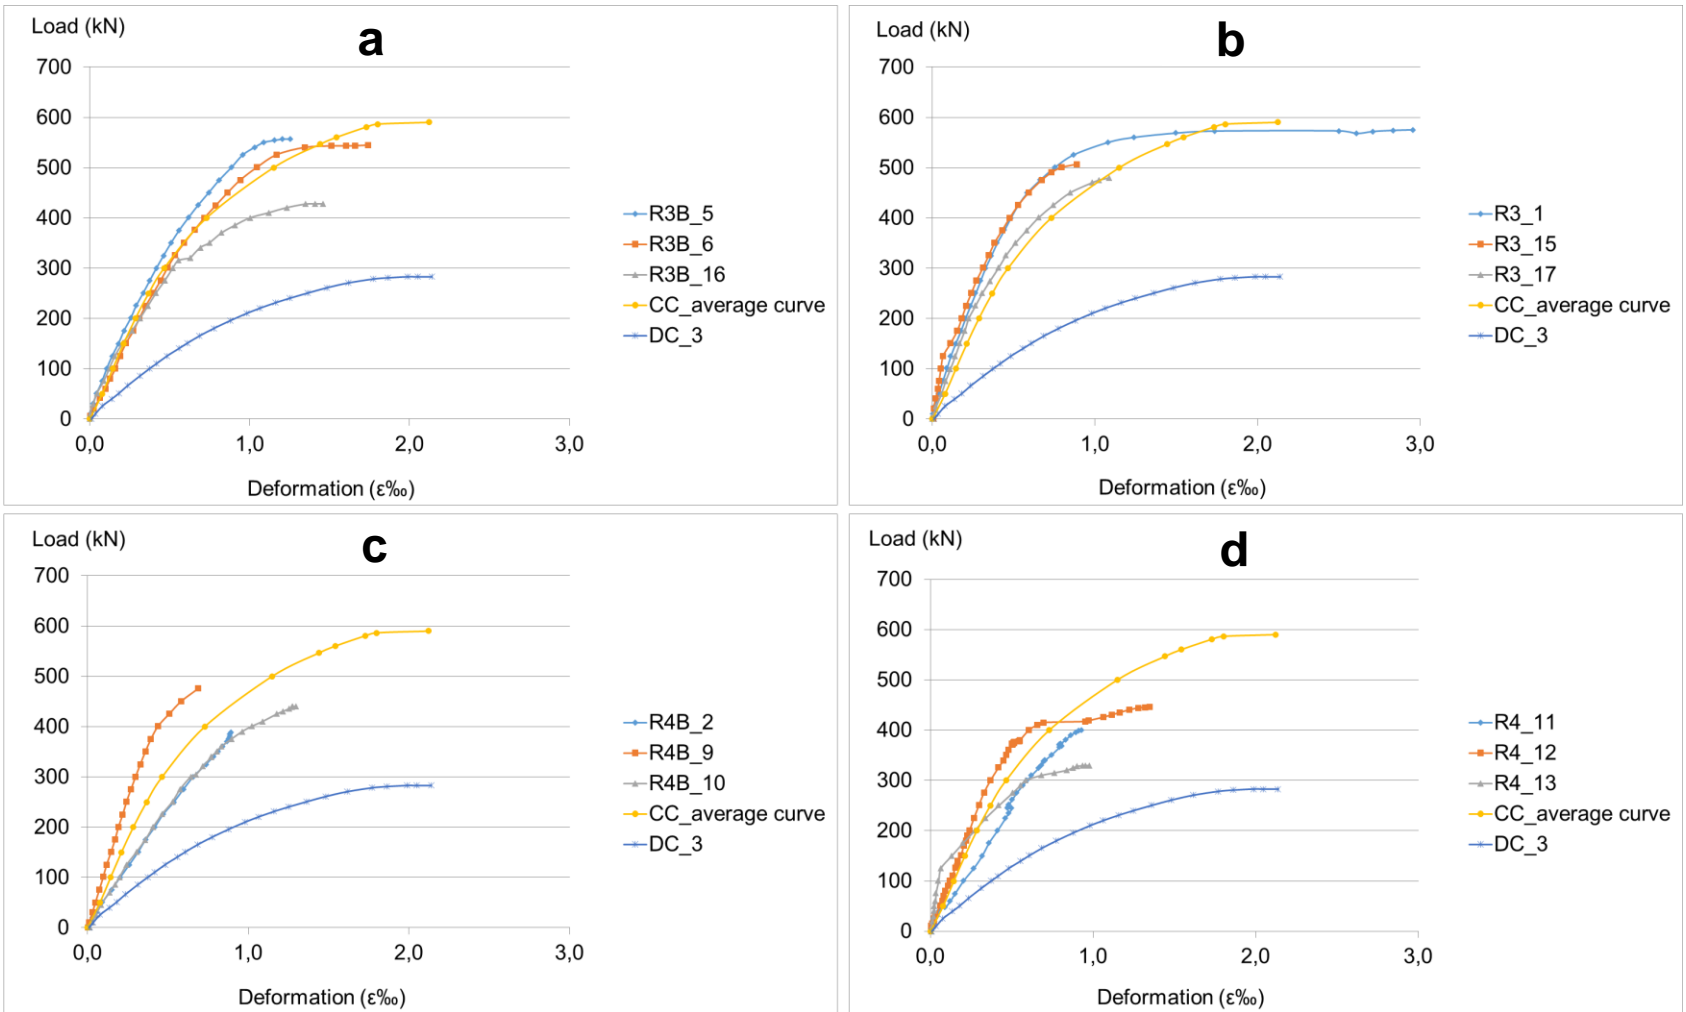 Load (kN)
a
700
600
500
400
300
200
100
0
0,0 1,0 2,0 3,0
Deformation (ε‰)
R3B_5
R3B_6
R3B_16
CC_average curve
DC_3
Load (kN)
b
700
600
500
400
300
200
100
0
0,0 1,0 2,0 3,0
Deformation (ε‰)
R3_1
R3_15
R3_17
CC_average curve
DC_3
Load (kN)
c
700
600
500
400
300
200
100
0
0,0 1,0 2,0 3,0
Deformation (ε‰)
R4B_2
R4B_9
R4B_10
CC_average curve
DC_3
Load (kN)
d
700
600
500
400
300
200
100
0
0,0 1,0 2,0 3,0
Deformation (ε‰)
R4_11
R4_12
R4_13
CC_average curve
DC_3